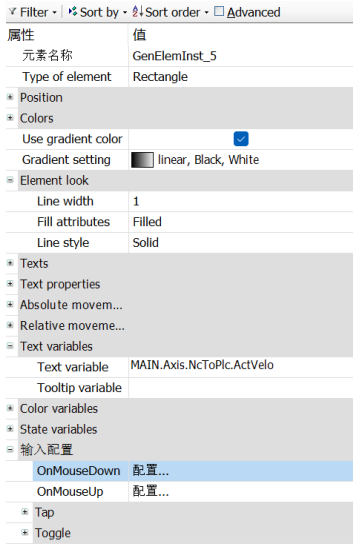 Filter Sort by Sort order Advanced
属性 值
元素名称 GenElemInst_5
Type of element Rectangle
Position
Colors
Use gradient color
Gradient setting linear, Black, White
Element look
Line width 1
Fill attributes Filled
Line style Solid
Texts
Text properties
Absolute movem...
Relative moveme...
Text variables
Text variable MAIN.Axis.NcToPlc.ActVelo
Tooltip variable
Color variables
State variables
输入配置
OnMouseDown 配置...
OnMouseUp 配置...
Tap
Toggle